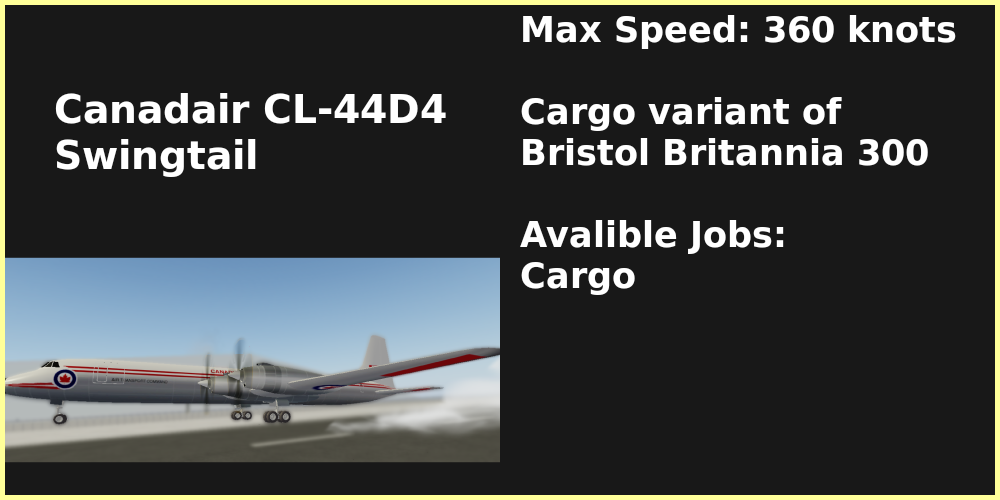 Canadair CL-44D4
Swingtail
Max Speed: 360 knots
Cargo variant of
Bristol Britannia 300
Avalible Jobs:
Cargo